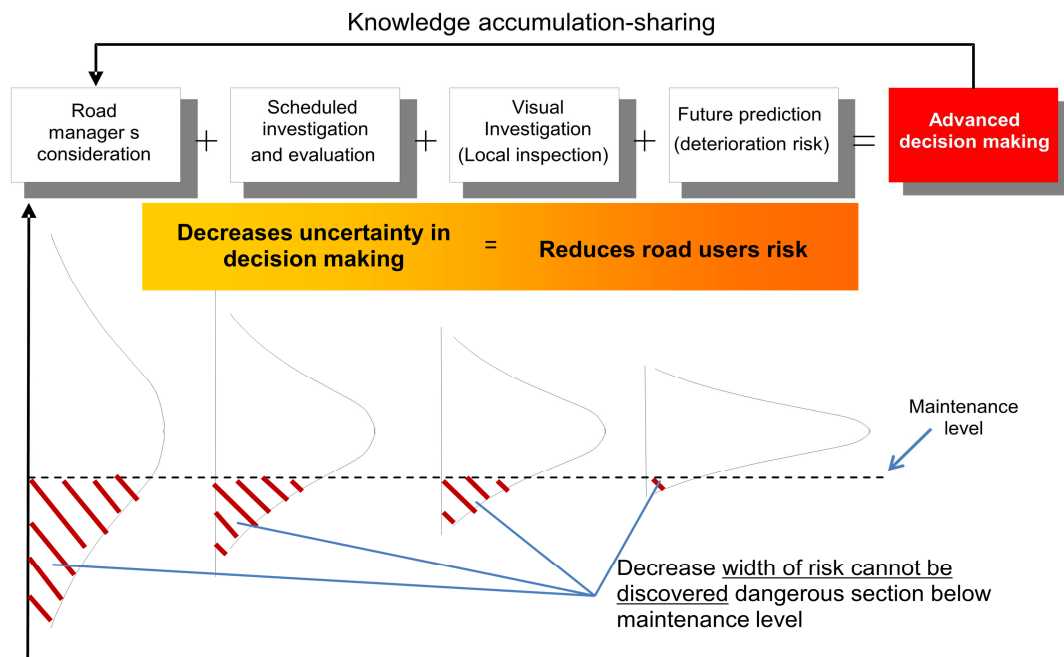 Knowledge accumulation-sharing
Road
manager s
consideration
+
Scheduled
investigation
and evaluation
+
Visual
Investigation
(Local inspection)
+
Future prediction
(deterioration risk)
=
Advanced
decision making
Decreases uncertainty in
decision making
=
Reduces road users risk
Maintenance
level
Decrease width of risk cannot be
discovered dangerous section below
maintenance level